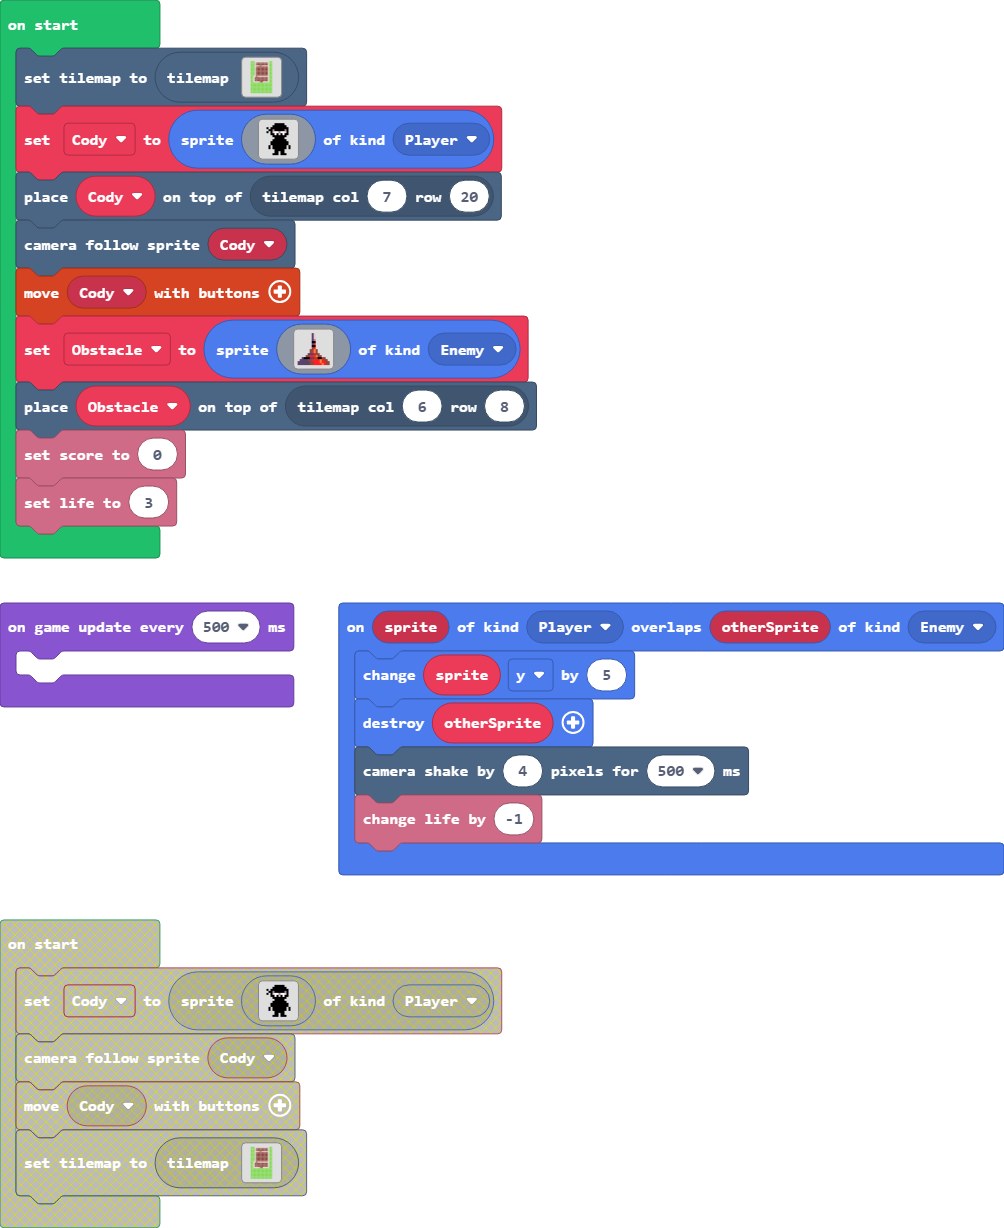 on start
set tilemap to tilemap
set Cody to sprite of kind Player
place Cody on top of tilemap col 7 row 20
camera follow sprite Cody
move Cody with buttons
set Obstacle to sprite of kind Enemy
place Obstacle on top of tilemap col 6 row 8
set score to 0
set life to 3
on game update every 500 ms
on sprite of kind Player overlaps otherSprite of kind Enemy
change sprite y by 5
destroy otherSprite
camera shake by 4 pixels for 500 ms
change life by -1
on start
set Cody to sprite of kind Player
camera follow sprite Cody
move Cody with buttons
set tilemap to tilemap